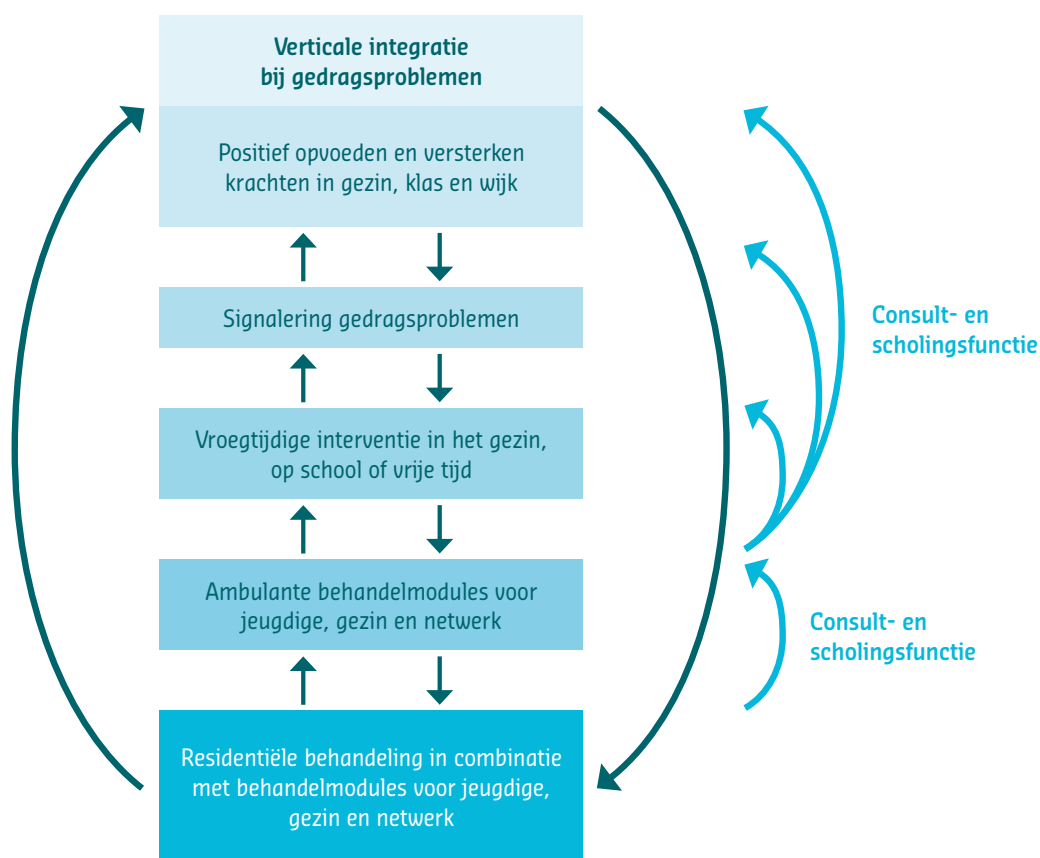 Verticale integratie
bij gedragsproblemen
Positief opvoeden en versterken
krachten in gezin, klas en wijk
Signalering gedragsproblemen
Vroegtijdige interventie in het gezin,
op school of vrije tijd
Ambulante behandelmodules voor
jeugdige, gezin en netwerk
Residentiële behandeling in combinatie
met behandelmodules voor jeugdige,
gezin en netwerk
Consult- en
scholingsfunctie
Consult- en
scholingsfunctie